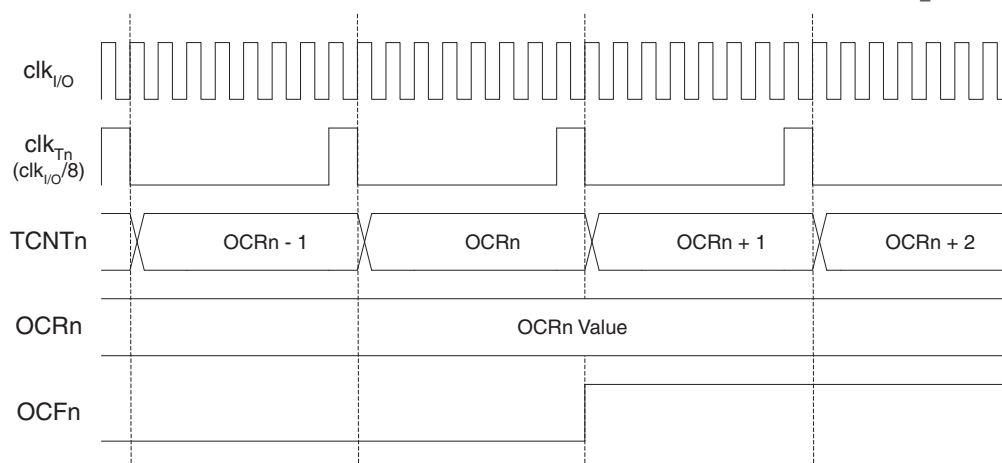 clkI/O
clkTn
(clkI/O/8)
TCNTn
OCRn - 1
OCRn
OCRn + 1
OCRn + 2
OCRn
OCRn Value
OCFn